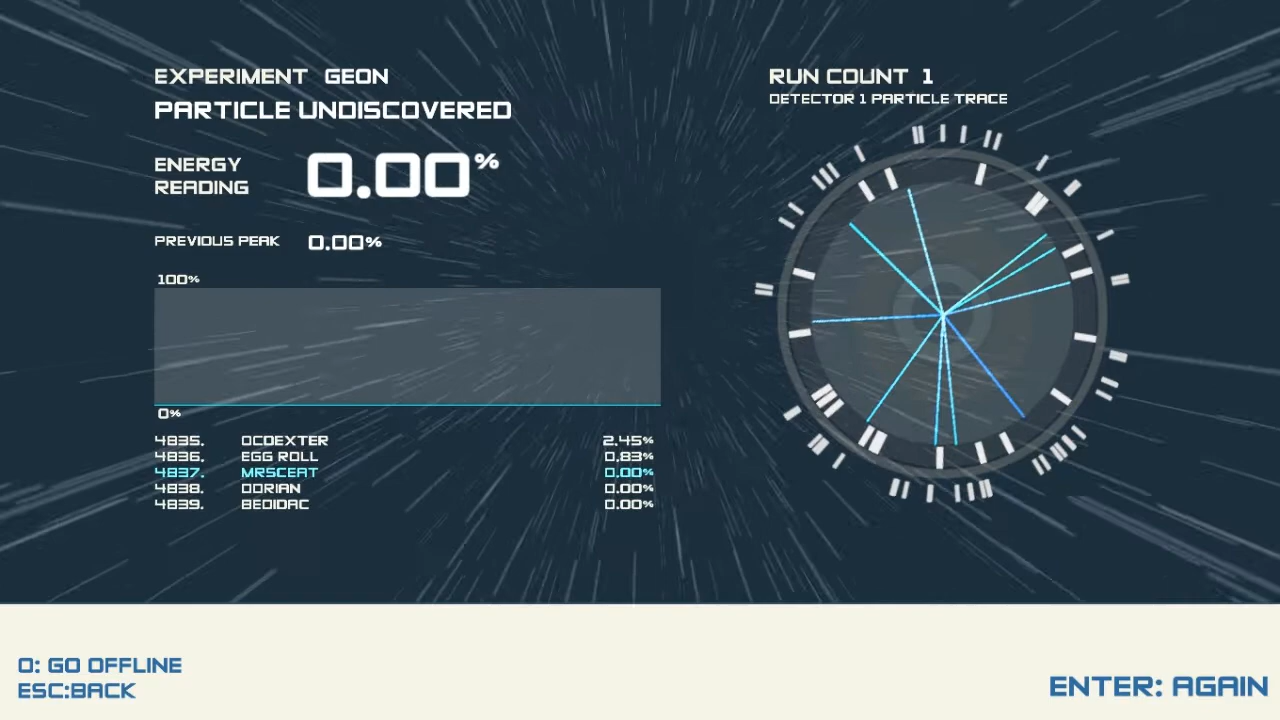 EXPERIMENT GEON
PARTICLE UNDISCOVERED
ENERGY READING 0.00%
PREVIOUS PEAK 0.00%
100%
0%
4835. OCDEXTER 2.45%
4836. EGG ROLL 0.83%
4837. MRSCEAT 0.00%
4838. DDRIAN 0.00%
4839. BEDIDAC 0.00%
RUN COUNT 1
DETECTOR 1 PARTICLE TRACE
O: GO OFFLINE
ESC:BACK
ENTER: AGAIN